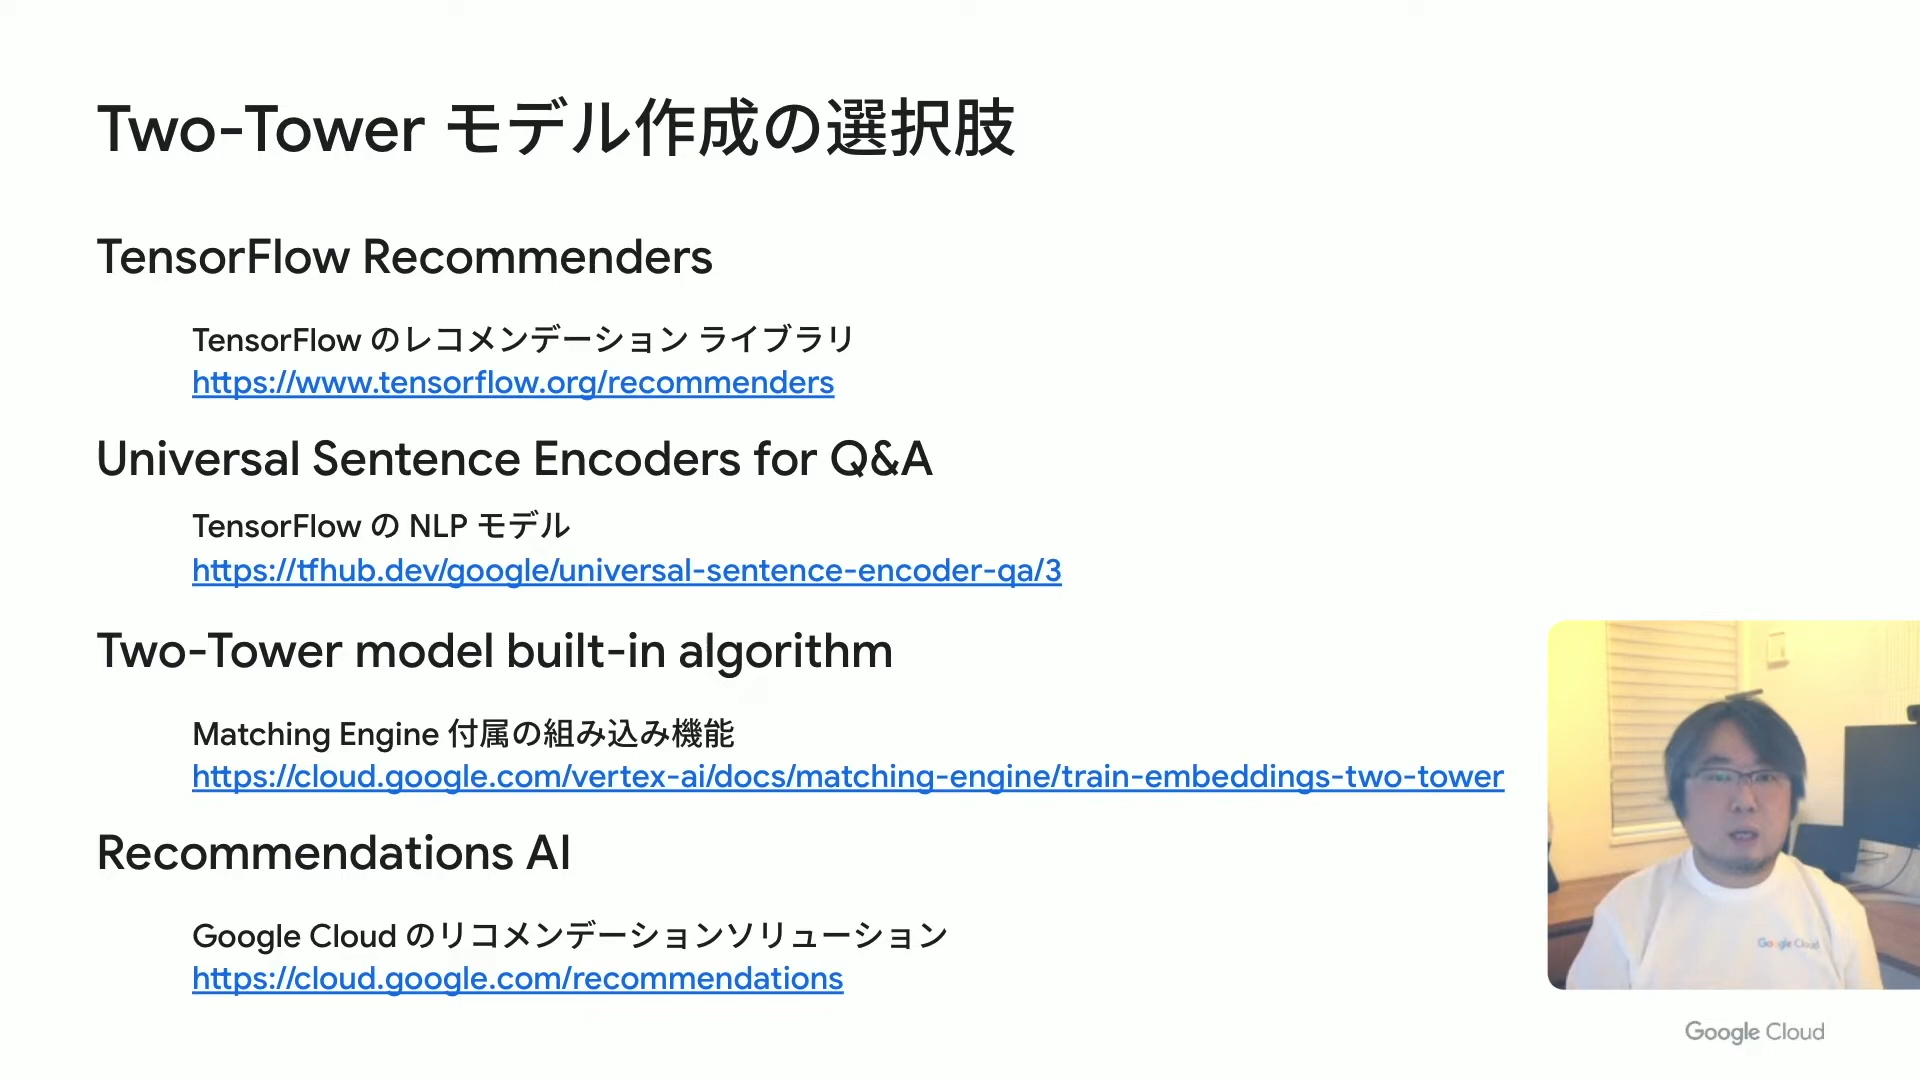 Two-Tower モデル作成の選択肢
TensorFlow Recommenders
TensorFlow のレコメンデーション ライブラリ
https://www.tensorflow.org/recommenders
Universal Sentence Encoders for Q&A
TensorFlow の NLP モデル
https://tfhub.dev/google/universal-sentence-encoder-qa/3
Two-Tower model built-in algorithm
Matching Engine 付属の組み込み機能
https://cloud.google.com/vertex-ai/docs/matching-engine/train-embeddings-two-tower
Recommendations AI
Google Cloud のリコメンデーションソリューション
https://cloud.google.com/recommendations
Google Cloud
Google Cloud